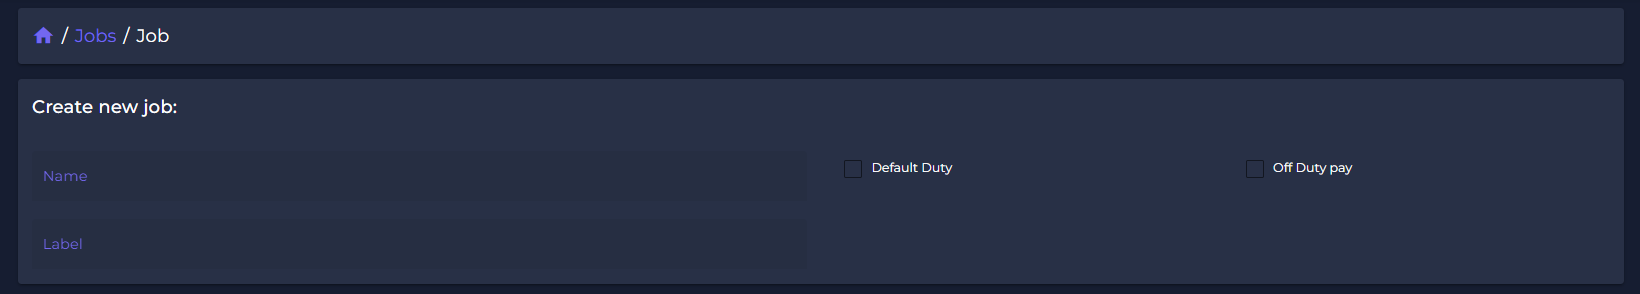 / Jobs / Job
Create new job:
Name
Default Duty
Off Duty pay
Label